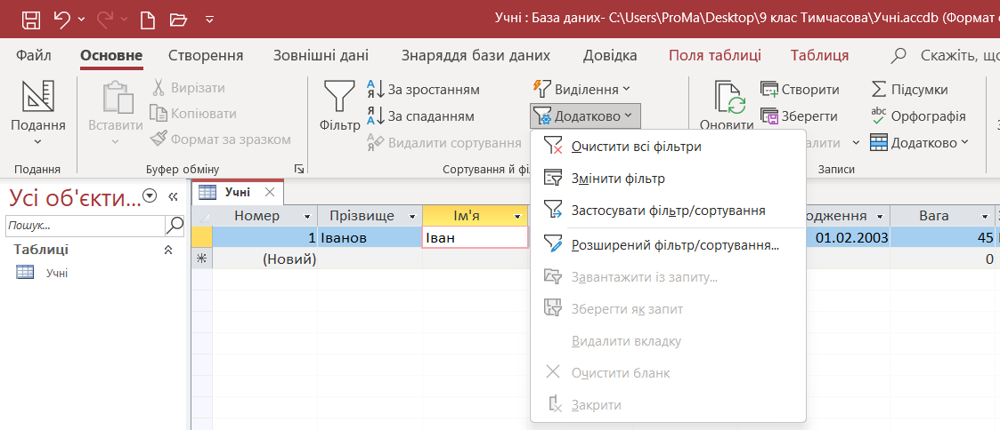 Учні : База даних- C:\Users\ProMa\Desktop\9 клас Тимчасова\Учні.accdb (Формат
Файл Основне Створення Зовнішні дані Знаряддя бази даних Довідка Поля таблиці Таблиця Скажіть, що
Подання
Вставити
Вирізати
Копіювати
Формат за зразком
Фільтр
За зростанням
За спаданням
Видалити сортування
Виділення
Додатково
Оновити
Створити
Зберегти
Підсумки
Орфографія
Додатково
Подання Буфер обміну Сортування й Записи
Очистити всі фільтри
Змінити фільтр
Застосувати фільтр/сортування
Розширений фільтр/сортування...
Завантажити із запиту...
Зберегти як запит
Видалити вкладку
Очистити бланк
Закрити
Усі об'єкти...
Пошук...
Таблиці
Учні
Учні
Номер Прізвище Ім'я Вага
1 Іванов Іван 01.02.2003 45
(Новий) 0